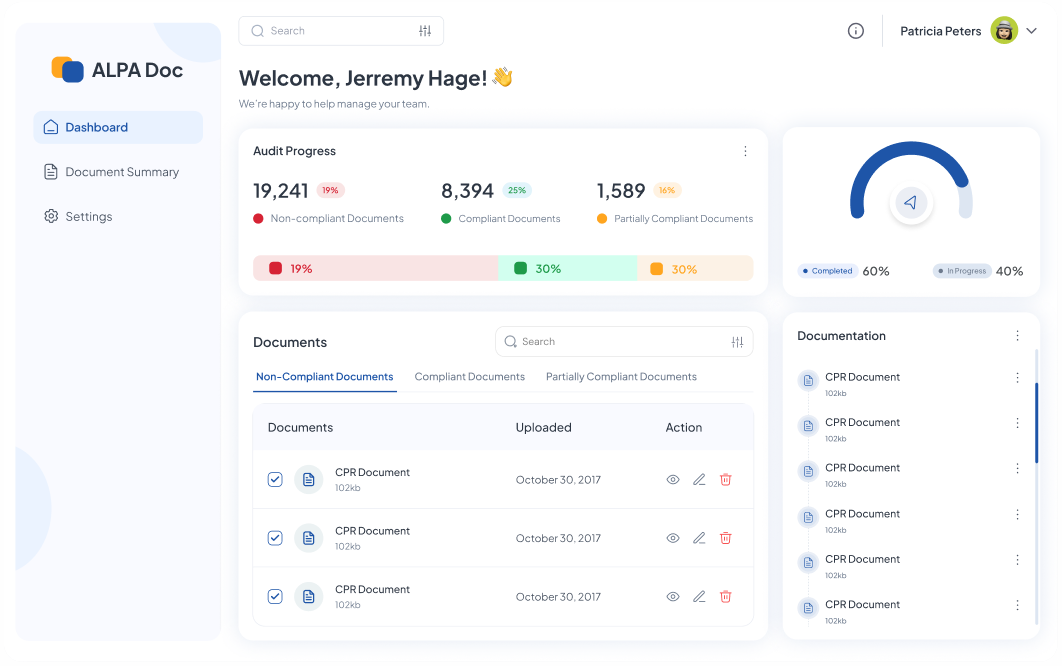 ALPA Doc
Dashboard
Document Summary
Settings
Search
Patricia Peters
Welcome, Jerremy Hage! 👋
We're happy to help manage your team.
Audit Progress
19,241 19%
Non-compliant Documents
8,394 25%
Compliant Documents
1,589 16%
Partially Compliant Documents
19% 30% 30%
Completed 60% In Progress 40%
Documents
Search
Non-Compliant Documents Compliant Documents Partially Compliant Documents
Documents Uploaded Action
CPR Document
102kb
October 30, 2017
CPR Document
102kb
October 30, 2017
CPR Document
102kb
October 30, 2017
Documentation
CPR Document
102kb
CPR Document
102kb
CPR Document
102kb
CPR Document
102kb
CPR Document
102kb
CPR Document
102kb